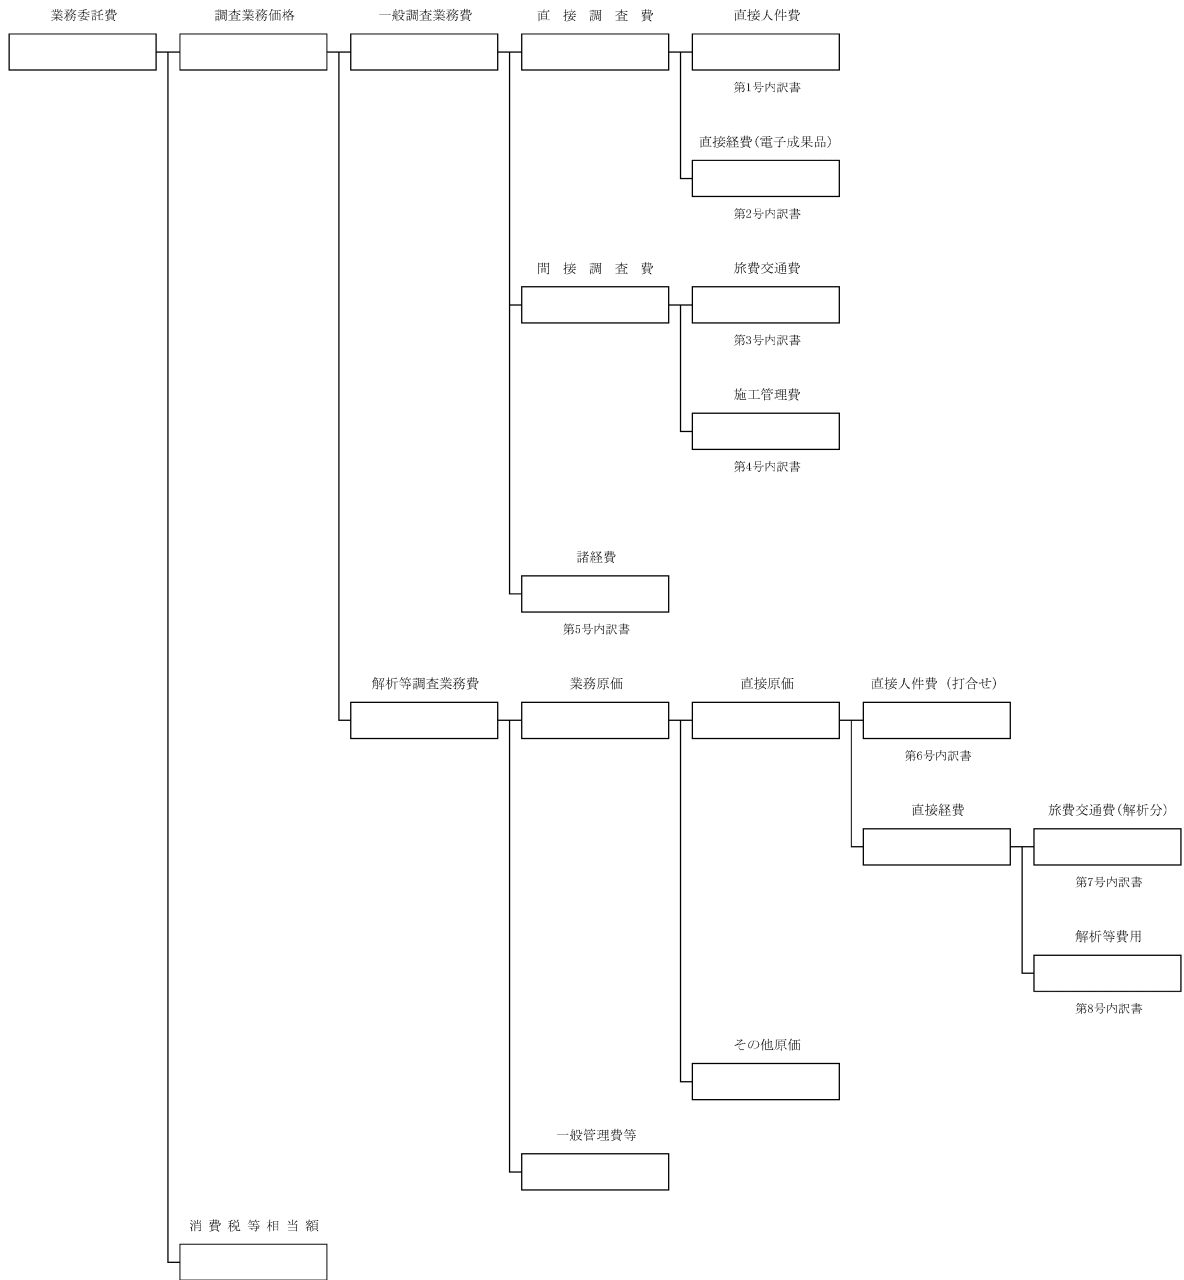 業務委託費
調査業務価格
一般調査業務費
直　接　調　査　費
直接人件費
第1号内訳書
直接経費(電子成果品)
第2号内訳書
間　接　調　査　費
旅費交通費
第3号内訳書
施工管理費
第4号内訳書
諸経費
第5号内訳書
解析等調査業務費
業務原価
直接原価
直接人件費（打合せ）
第6号内訳書
直接経費
旅費交通費(解析分)
第7号内訳書
解析等費用
第8号内訳書
その他原価
一般管理費等
消 費 税 等 相 当 額